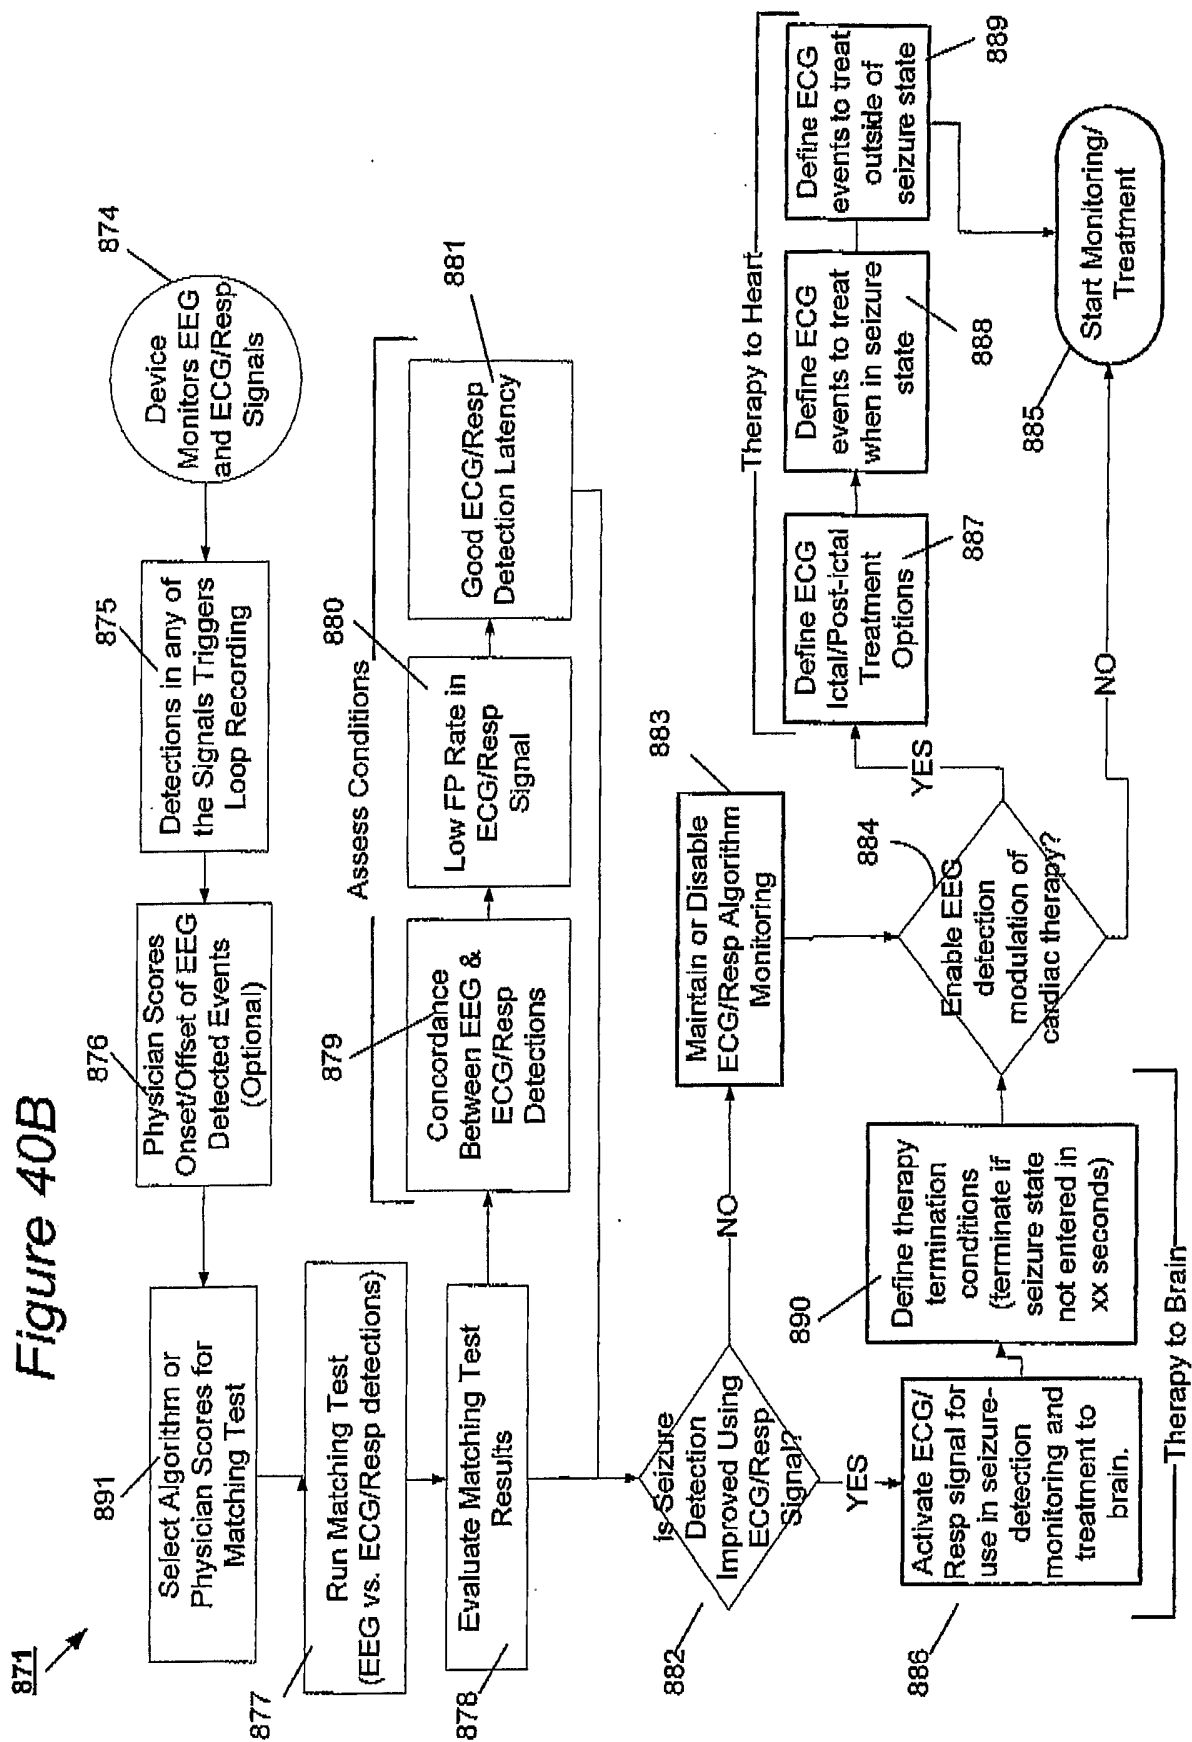 Figure 40B
871
874
Device
Monitors EEG
and ECG/Resp
Signals
875
Detections in any of
the Signals Triggers
Loop Recording
876
Physician Scores
Onset/Offset of EEG
Detected Events
(Optional)
891
Select Algorithm or
Physician Scores for
Matching Test
877
Run Matching Test
(EEG vs. ECG/Resp detections)
878
Evaluate Matching Test
Results
Assess Conditions
879
Concordance
Between EEG &
ECG/Resp
Detections
880
Low FP Rate in
ECG/Resp
Signal
881
Good ECG/Resp
Detection Latency
882
Is Seizure
Detection
Improved Using
ECG/Resp
Signal?
NO
YES
883
Maintain or Disable
ECG/Resp Algorithm
Monitoring
886
Activate ECG/
Resp signal for
use in seizure-
detection
monitoring and
treatment to
brain.
890
Define therapy
termination
conditions
(terminate if
seizure state
not entered in
xx seconds)
Therapy to Brain
884
Enable EEG
detection
modulation of
cardiac therapy?
YES
NO
Therapy to Heart
887
Define ECG
Ictal/Post-ictal
Treatment
Options
888
Define ECG
events to treat
when in seizure
state
889
Define ECG
events to treat
outside of
seizure state
885
Start Monitoring/
Treatment